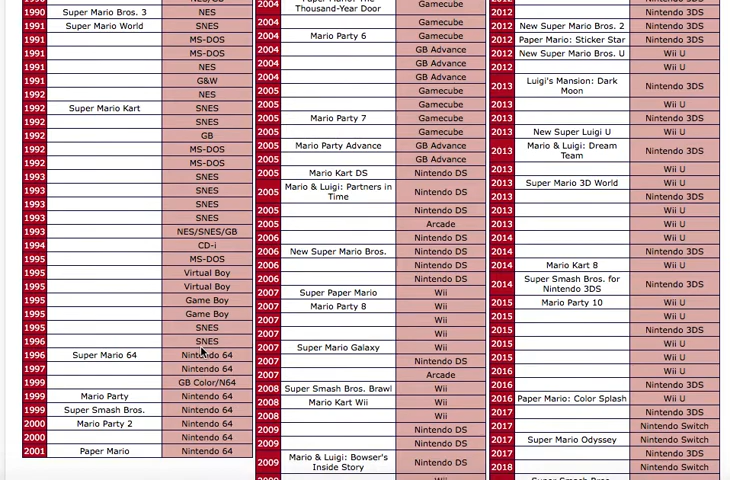 1990 NES/GB
1990 Super Mario Bros. 3 NES
1991 Super Mario World SNES
1991 MS-DOS
1991 MS-DOS
1991 NES
1991 G&W
1992 NES
1992 Super Mario Kart SNES
1992 SNES
1992 GB
1992 MS-DOS
1992 MS-DOS
1993 SNES
1993 SNES
1993 SNES
1993 SNES
1993 NES/SNES/GB
1994 CD-i
1995 MS-DOS
1995 Virtual Boy
1995 Virtual Boy
1995 Game Boy
1995 Game Boy
1995 SNES
1996 SNES
1996 Super Mario 64 Nintendo 64
1997 Nintendo 64
1999 GB Color/N64
1999 Mario Party Nintendo 64
1999 Super Smash Bros. Nintendo 64
2000 Mario Party 2 Nintendo 64
2000 Nintendo 64
2001 Paper Mario Nintendo 64
2004 Paper Mario: The
Thousand-Year Door Gamecube
2004 Gamecube
2004 Mario Party 6 Gamecube
2004 GB Advance
2004 GB Advance
2004 GB Advance
2005 Gamecube
2005 Gamecube
2005 Mario Party 7 Gamecube
2005 Gamecube
2005 Mario Party Advance GB Advance
2005 GB Advance
2005 Mario Kart DS Nintendo DS
2005 Mario & Luigi: Partners in
Time Nintendo DS
2005 Nintendo DS
2005 Arcade
2006 Nintendo DS
2006 New Super Mario Bros. Nintendo DS
2006 Nintendo DS
2006 Nintendo DS
2007 Super Paper Mario Wii
2007 Mario Party 8 Wii
2007 Wii
2007 Super Mario Galaxy Wii
2007 Nintendo DS
2007 Arcade
2008 Super Smash Bros. Brawl Wii
2008 Mario Kart Wii Wii
2008 Wii
2009 Nintendo DS
2009 Nintendo DS
2009 Mario & Luigi: Bowser's
Inside Story Nintendo DS
2009 Wii
2012 Nintendo 3DS
2012 Nintendo 3DS
2012 New Super Mario Bros. 2 Nintendo 3DS
2012 Paper Mario: Sticker Star Nintendo 3DS
2012 New Super Mario Bros. U Wii U
2012 Wii U
2013 Luigi's Mansion: Dark
Moon Nintendo 3DS
2013 Wii U
2013 Nintendo 3DS
2013 New Super Luigi U Wii U
2013 Mario & Luigi: Dream
Team Nintendo 3DS
2013 Wii U
2013 Super Mario 3D World Wii U
2013 Nintendo 3DS
2013 Wii U
2014 Wii U
2014 Nintendo 3DS
2014 Mario Kart 8 Wii U
2014 Super Smash Bros. for
Nintendo 3DS Nintendo 3DS
2015 Mario Party 10 Wii U
2015 Wii U
2015 Nintendo 3DS
2015 Wii U
2015 Wii U
2016 Wii U
2016 Nintendo 3DS
2016 Paper Mario: Color Splash Wii U
2017 Nintendo 3DS
2017 Nintendo Switch
2017 Super Mario Odyssey Nintendo Switch
2017 Nintendo 3DS
2018 Nintendo Switch
Super Smash Bros.